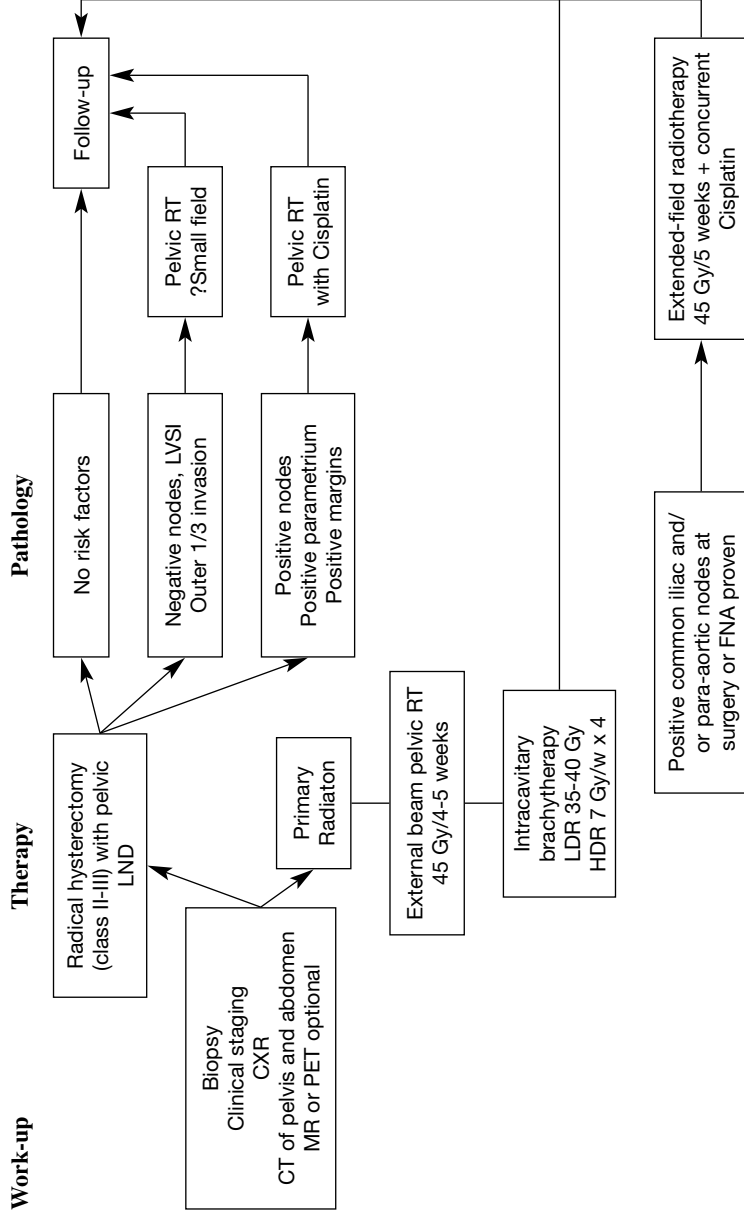 Work-up
Therapy
Pathology
Biopsy
Clinical staging
CXR
CT of pelvis and abdomen
MR or PET optional
Radical hysterectomy
(class II-III) with pelvic
LND
Primary
Radiaton
External beam pelvic RT
45 Gy/4-5 weeks
Intracavitary
brachytherapy
LDR 35-40 Gy
HDR 7 Gy/w x 4
No risk factors
Negative nodes, LVSI
Outer 1/3 invasion
Positive nodes
Positive parametrium
Positive margins
Positive common iliac and/
or para-aortic nodes at
surgery or FNA proven
Pelvic RT
?Small field
Pelvic RT
with Cisplatin
Extended-field radiotherapy
45 Gy/5 weeks + concurrent
Cisplatin
Follow-up